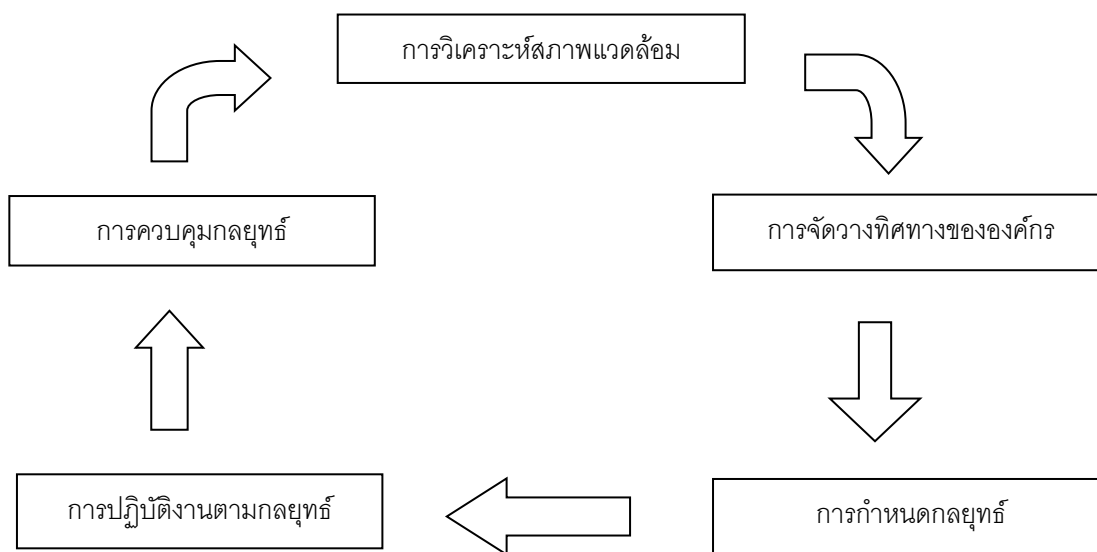 การวิเคราะห์สภาพแวดล้อม
การควบคุมกลยุทธ์
การจัดวางทิศทางขององค์กร
การปฏิบัติงานตามกลยุทธ์
การกำหนดกลยุทธ์